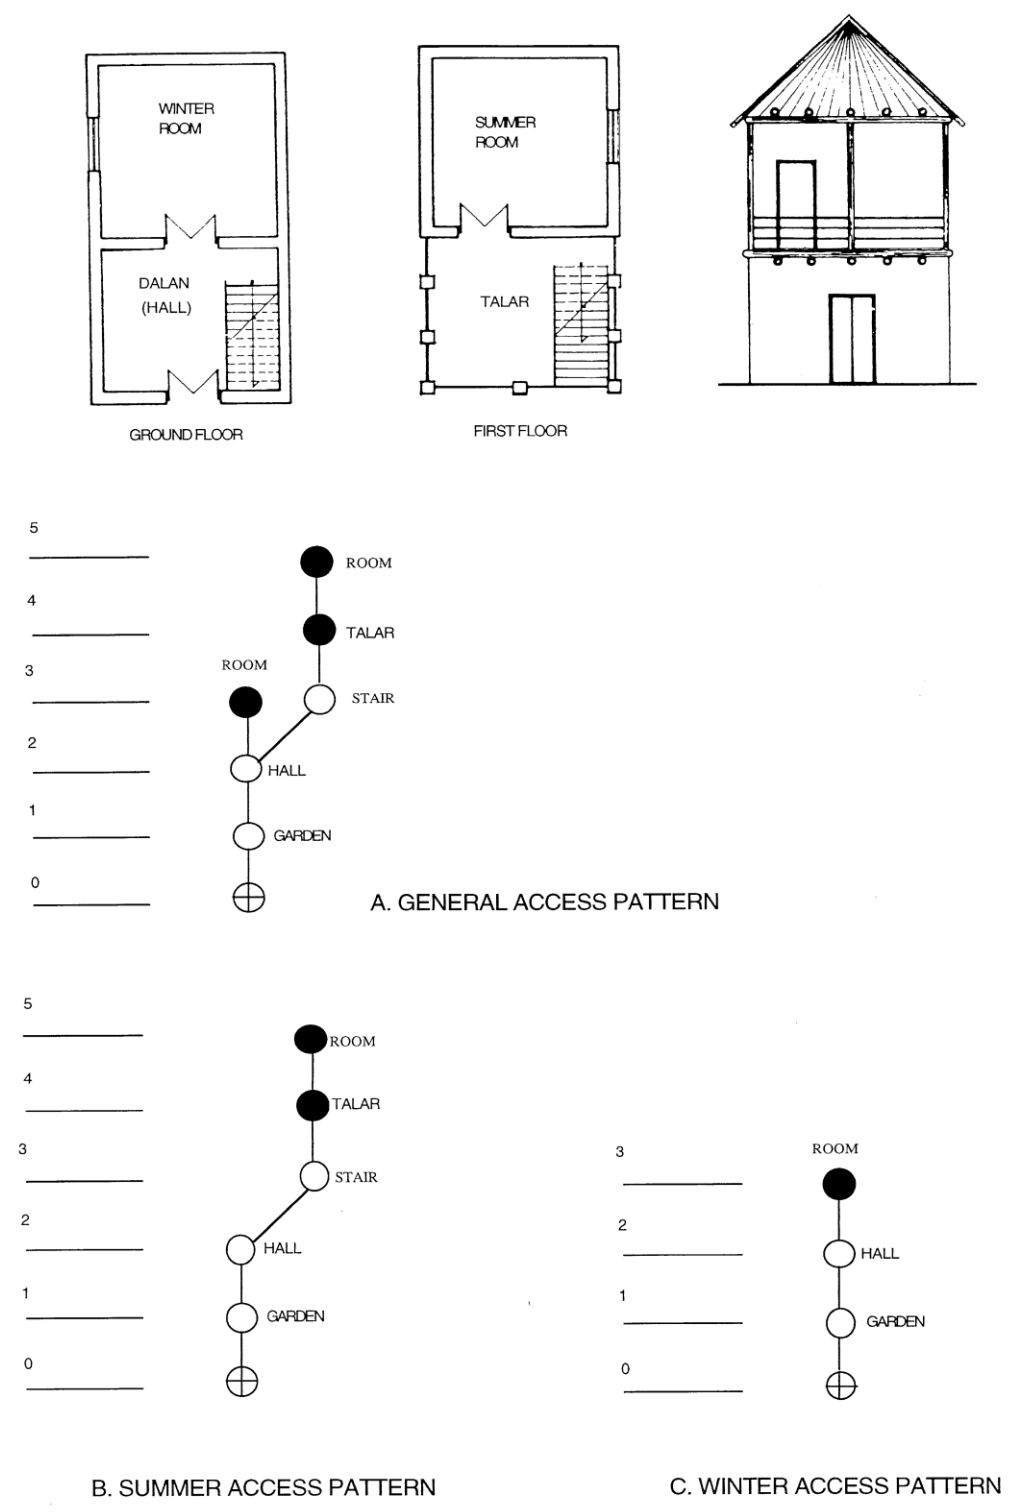 WINTER
ROOM
DALAN
(HALL)
GROUND FLOOR
SUMMER
ROOM
TALAR
FIRST FLOOR
5
ROOM
4
TALAR
3
ROOM
STAIR
2
HALL
1
GARDEN
0
A. GENERAL ACCESS PATTERN
5
ROOM
4
TALAR
3
STAIR
2
HALL
1
GARDEN
0
B. SUMMER ACCESS PATTERN
3
ROOM
2
HALL
1
GARDEN
0
C. WINTER ACCESS PATTERN